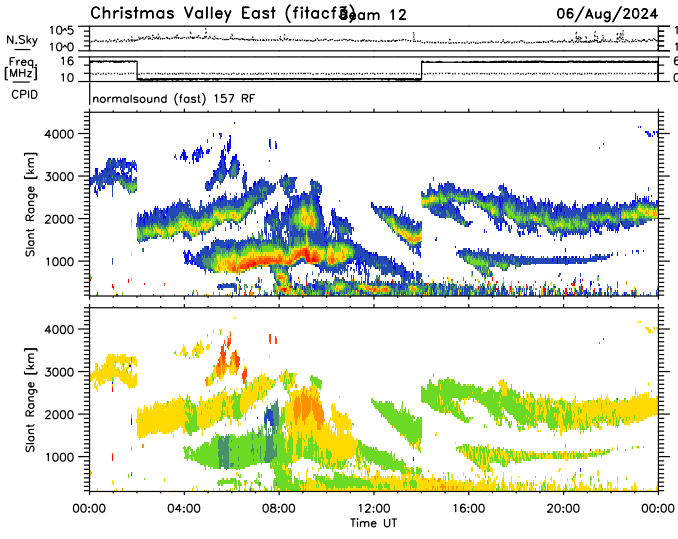 Christmas Valley East (fitacf3) Beam 12 06/Aug/2024
N.Sky 10^5 10^0 1 1
Freq. [MHz] 16 10 6 0
CPID normalsound (fast) 157 RF
Slant Range [km] 4000 3000 2000 1000
Slant Range [km] 4000 3000 2000 1000
00:00 04:00 08:00 12:00 16:00 20:00 00:00
Time UT